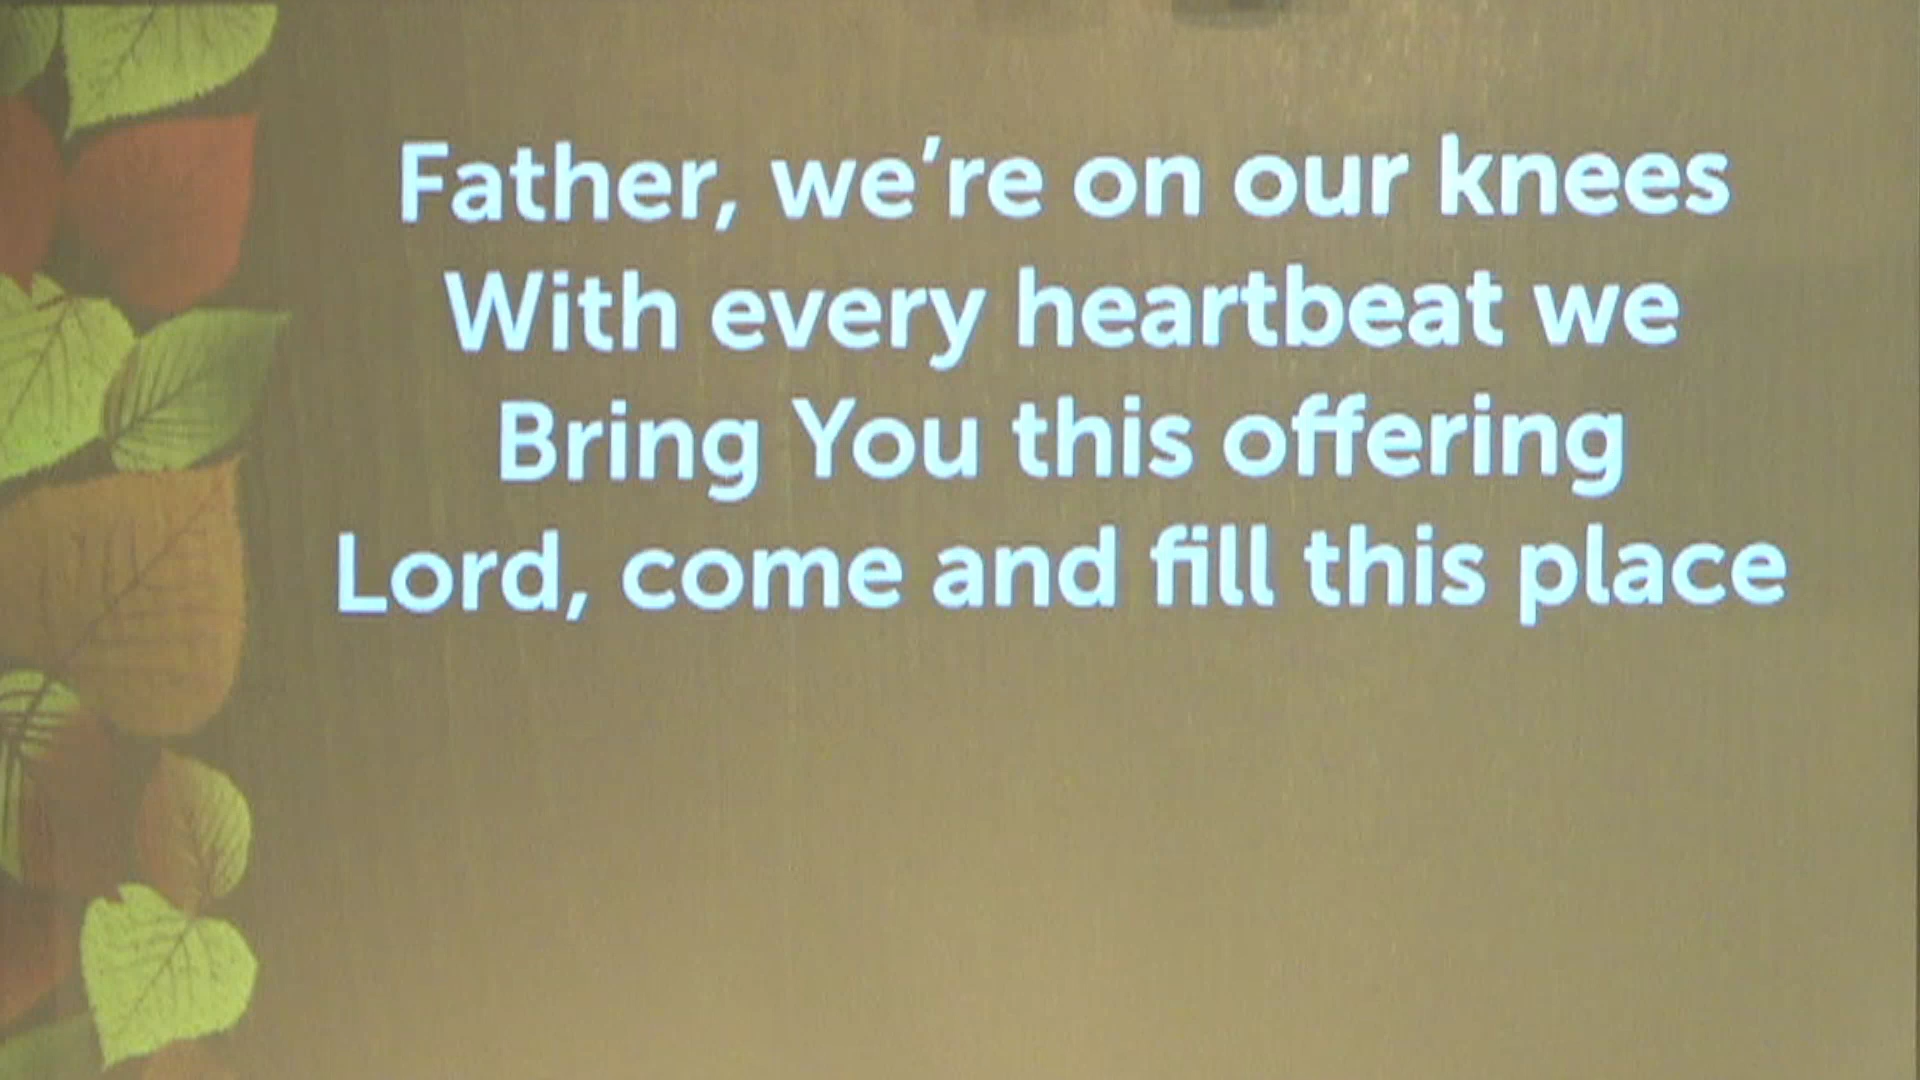 Father, we’re on our knees
With every heartbeat we
Bring You this offering
Lord, come and fill this place